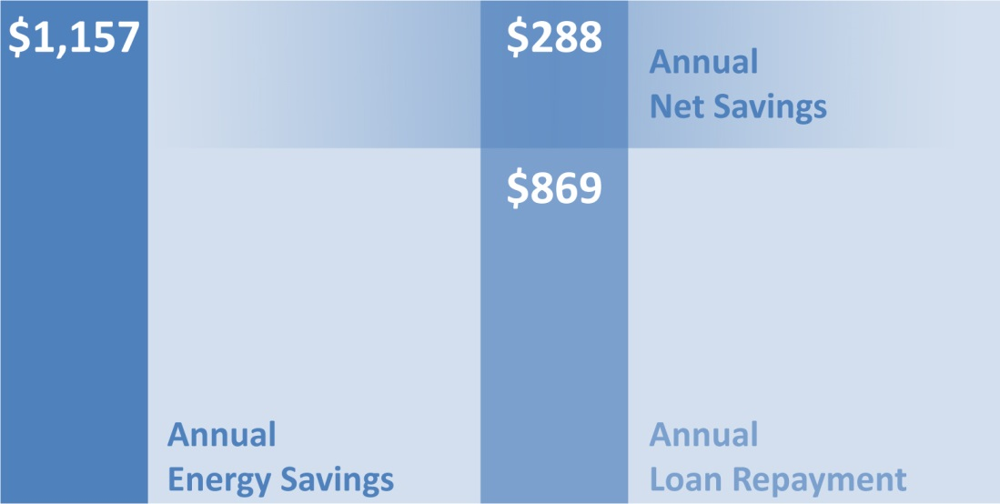 $1,157
$288
Annual
Net Savings
$869
Annual
Energy Savings
Annual
Loan Repayment